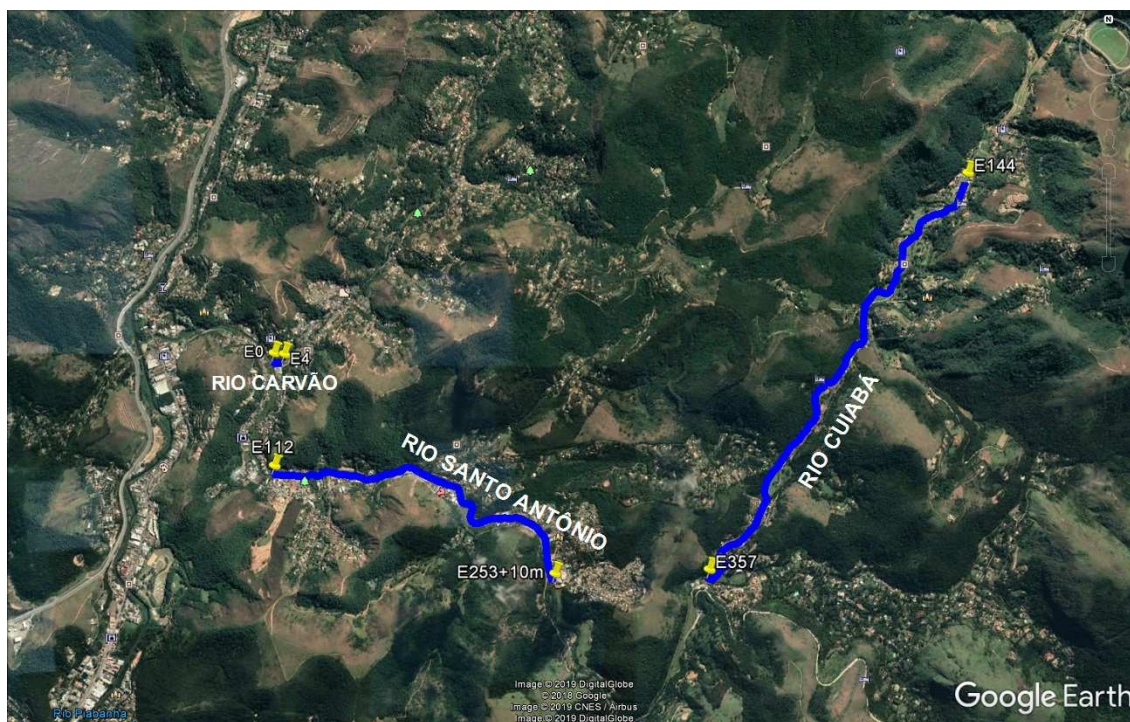 N
E144
E0
E4
RIO CARVÃO
E112
RIO SANTO ANTÔNIO
RIO CUIABÁ
E253+10m
E357
Image © 2019 DigitalGlobe
© 2018 Google
Image © 2019 CNES / Airbus
Image © 2019 DigitalGlobe
Google Earth
Rio Piabanha